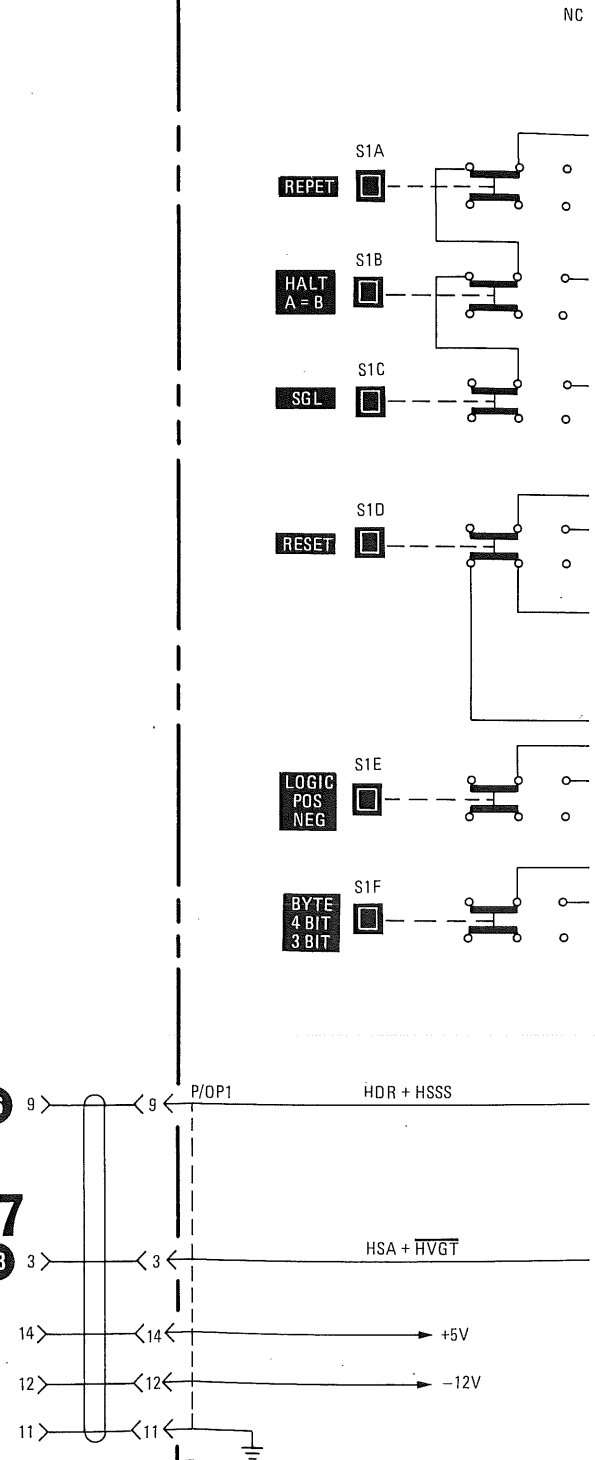 NC
S1A
REPET
S1B
HALT
A = B
S1C
SGL
S1D
RESET
S1E
LOGIC
POS
NEG
S1F
BYTE
4 BIT
3 BIT
P/OP1
HDR + HSSS
9 9
7
HSA + HVGT
3 3 3
14 14 +5V
12 12 −12V
11 11